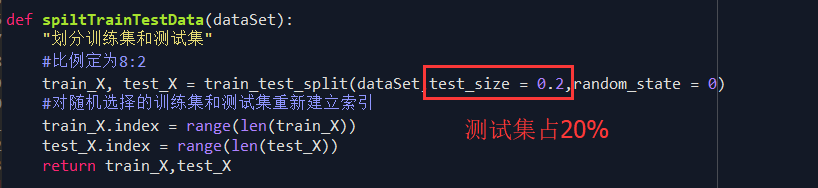 def spiltTrainTestData(dataSet):
"划分训练集和测试集"
#比例定为8:2
train_X, test_X = train_test_split(dataSet,test_size = 0.2,random_state = 0)
#对随机选择的训练集和测试集重新建立索引
train_X.index = range(len(train_X))
测试集占20%
test_X.index = range(len(test_X))
return train_X,test_X